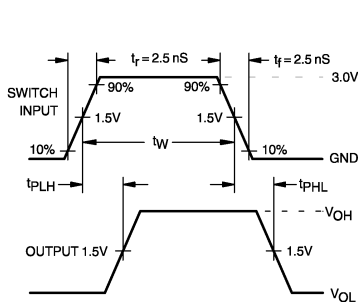 tr = 2.5 nS
tf = 2.5 nS
3.0V
SWITCH
INPUT
90%
90%
1.5V
1.5V
tW
10%
10%
GND
tPLH
tPHL
VOH
OUTPUT 1.5V
1.5V
VOL